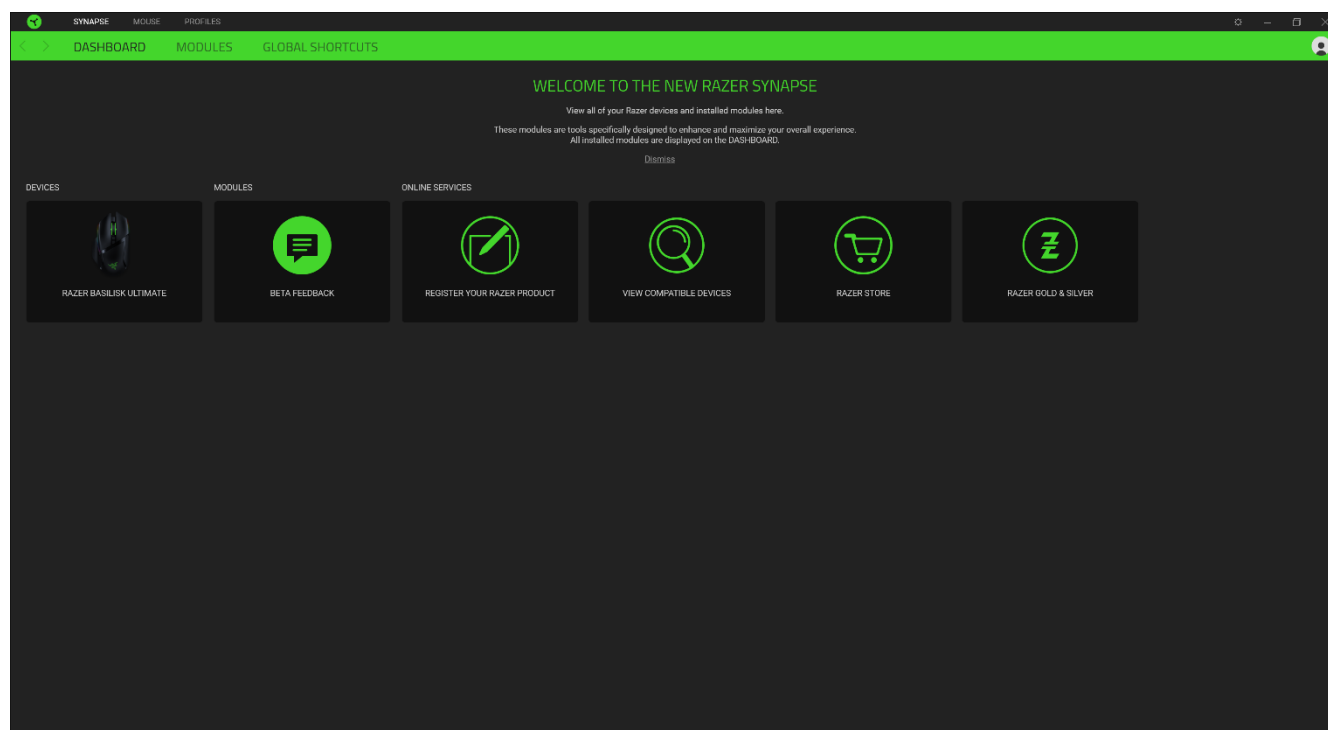 SYNAPSE MOUSE PROFILES
DASHBOARD MODULES GLOBAL SHORTCUTS
WELCOME TO THE NEW RAZER SYNAPSE
View all of your Razer devices and installed modules here.
These modules are tools specifically designed to enhance and maximize your overall experience.
All installed modules are displayed on the DASHBOARD.
Dismiss
DEVICES MODULES ONLINE SERVICES
RAZER BASILISK ULTIMATE BETA FEEDBACK REGISTER YOUR RAZER PRODUCT VIEW COMPATIBLE DEVICES RAZER STORE RAZER GOLD & SILVER